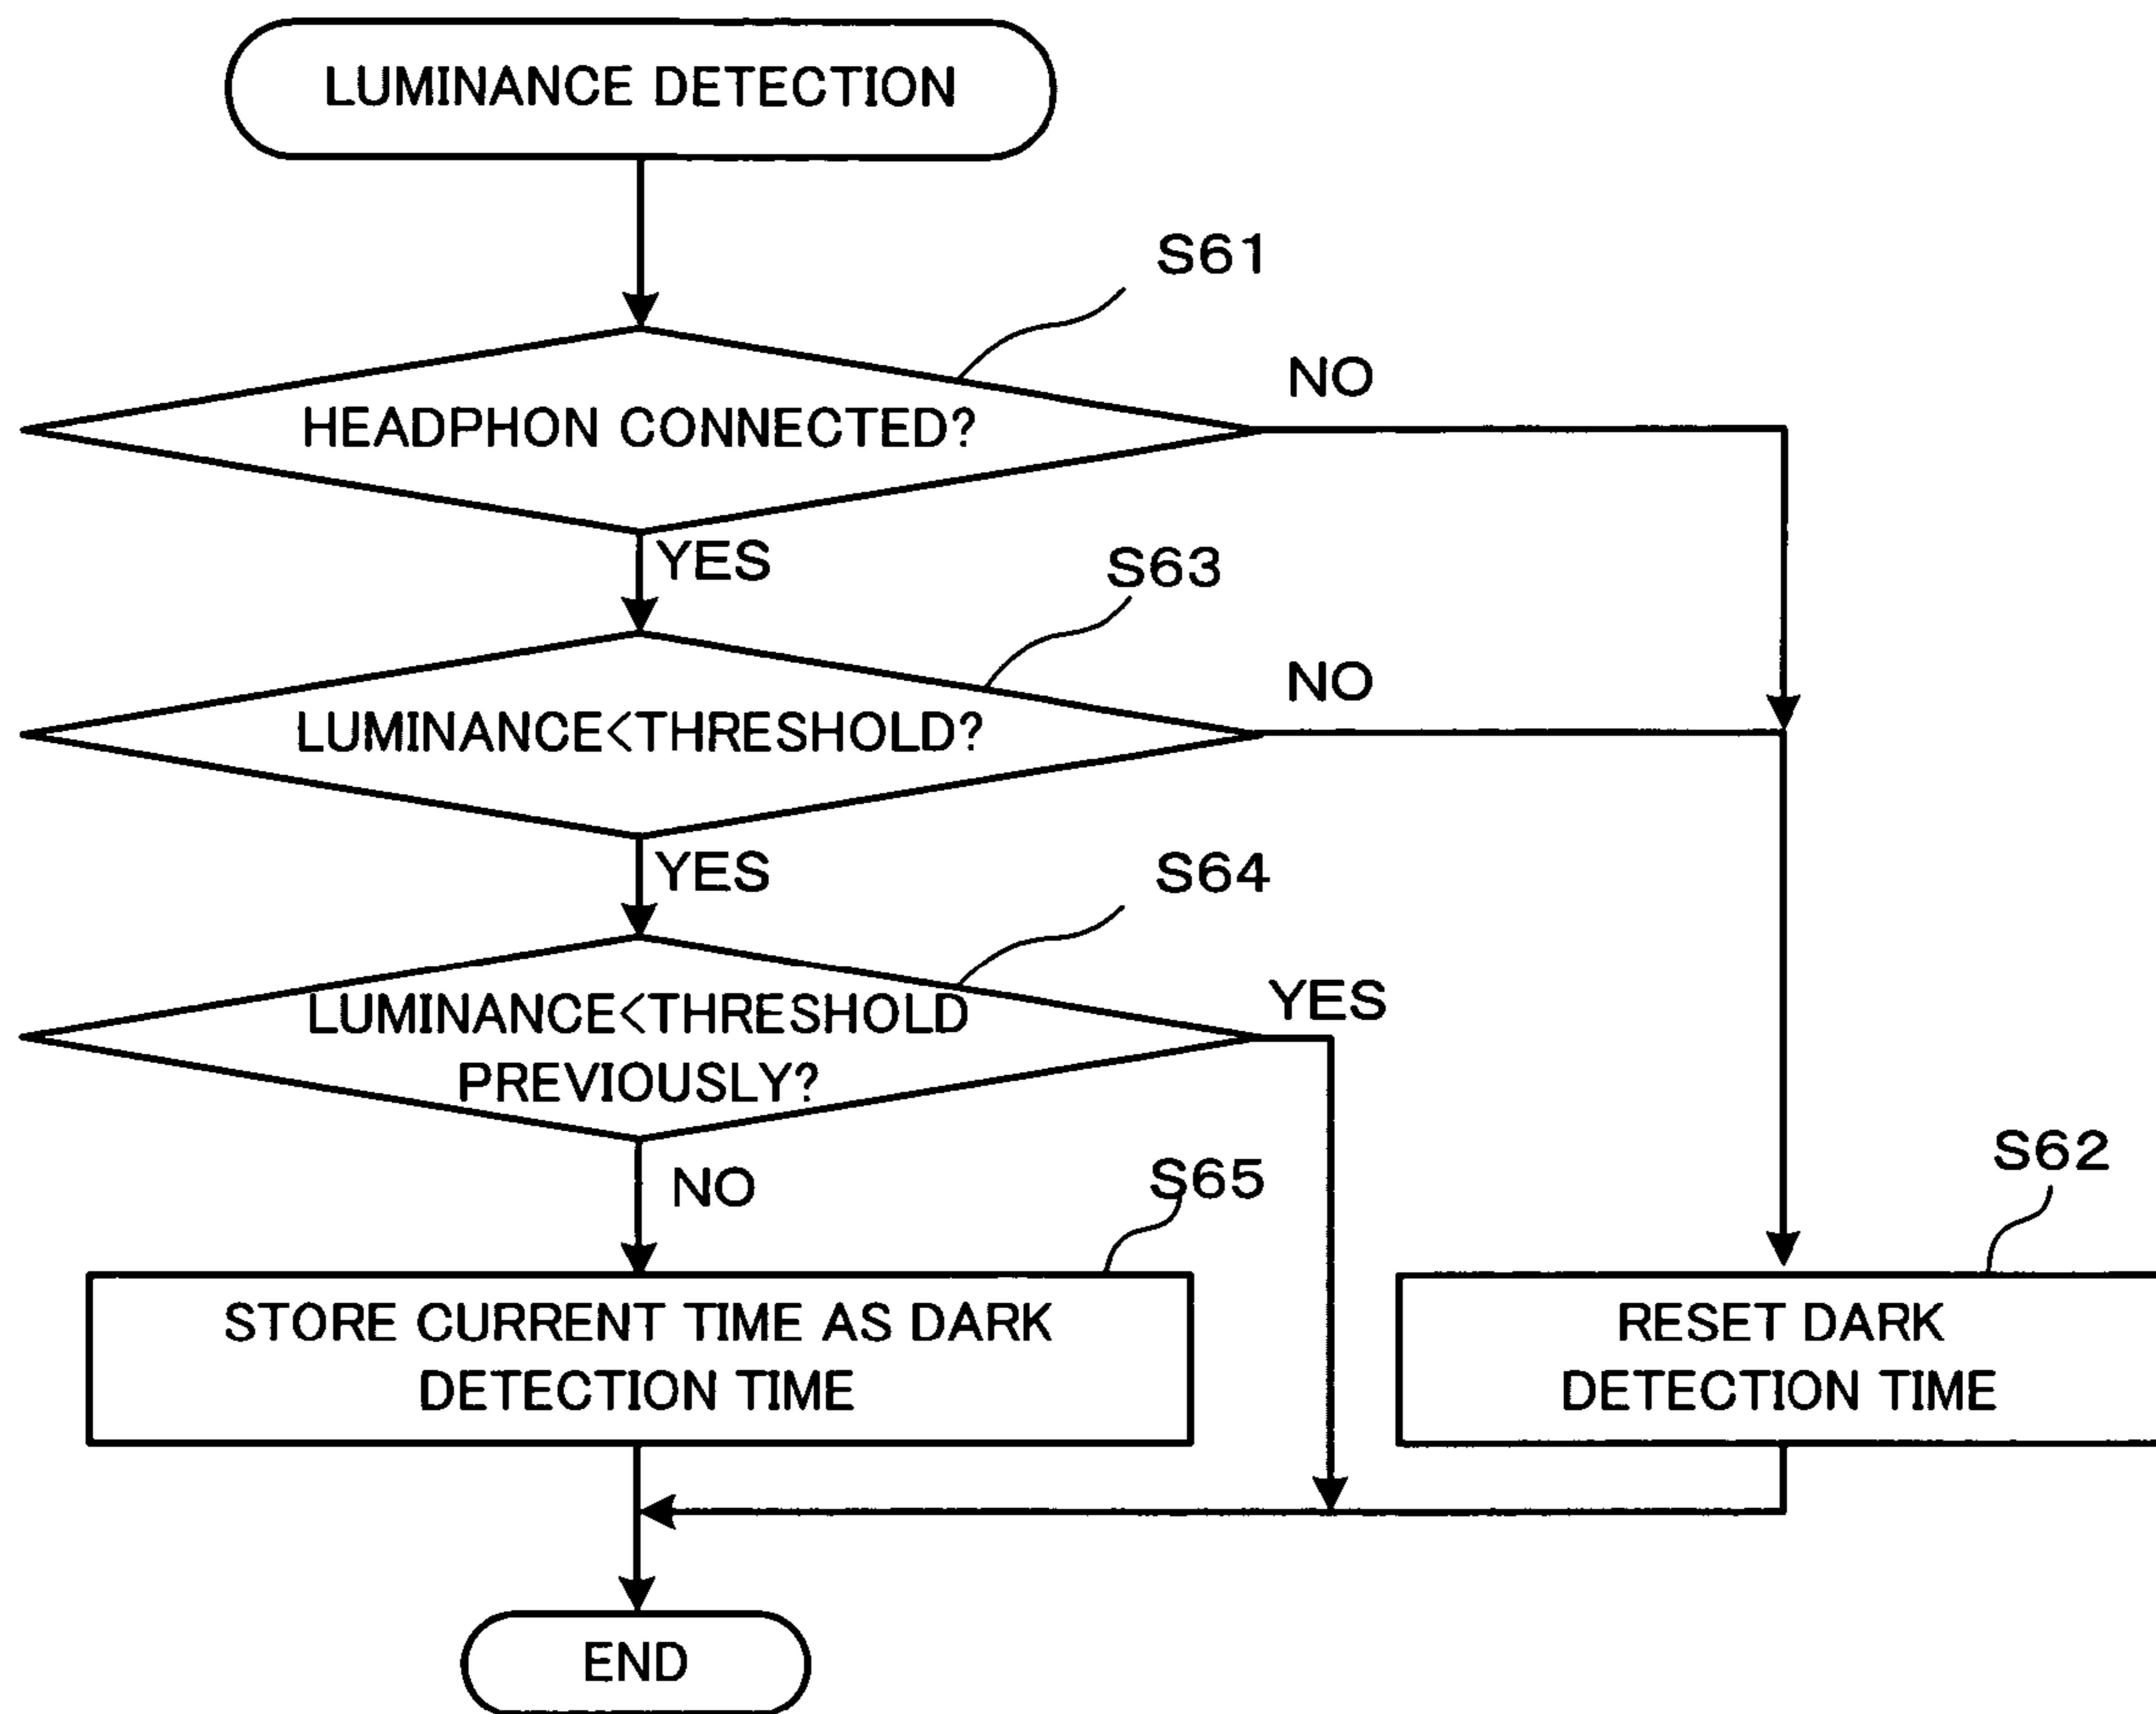 LUMINANCE DETECTION
S61
NO
HEADPHON CONNECTED?
YES
S63
NO
LUMINANCE<THRESHOLD?
YES
S64
YES
LUMINANCE<THRESHOLD
PREVIOUSLY?
NO
S65
S62
STORE CURRENT TIME AS DARK
DETECTION TIME
RESET DARK
DETECTION TIME
END